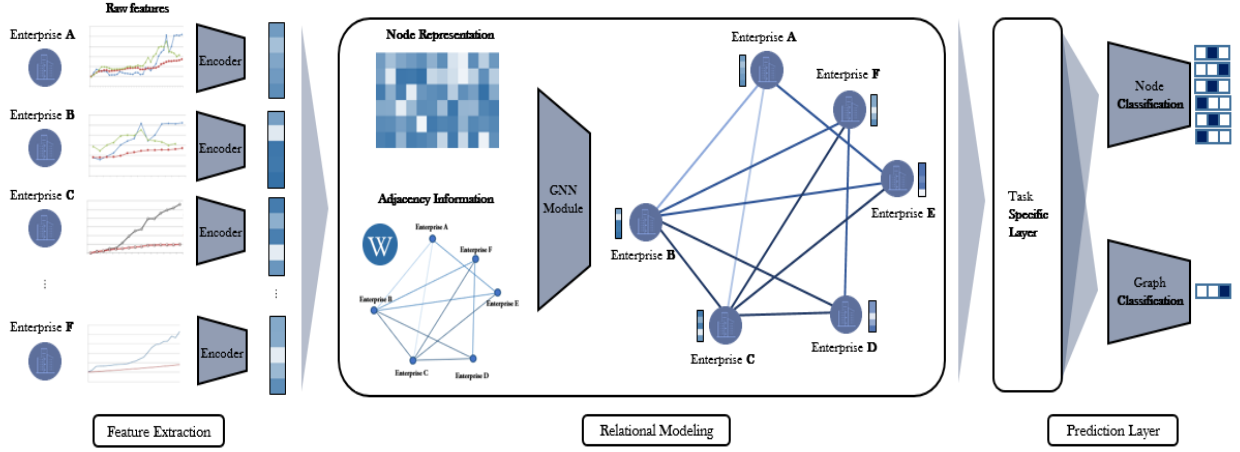 Raw features
Enterprise A
Encoder
Enterprise B
Encoder
Enterprise C
Encoder
⋮
⋮
Enterprise F
Encoder
Feature Extraction
Node Representation
Adjacency Information
W
Enterprise A
Enterprise F
Enterprise E
Enterprise B
Enterprise C
Enterprise D
GNN
Module
Enterprise A
Enterprise F
Enterprise E
Enterprise B
Enterprise C
Enterprise D
Relational Modeling
Task
Specific
Layer
Node
Classification
Graph
Classification
Prediction Layer